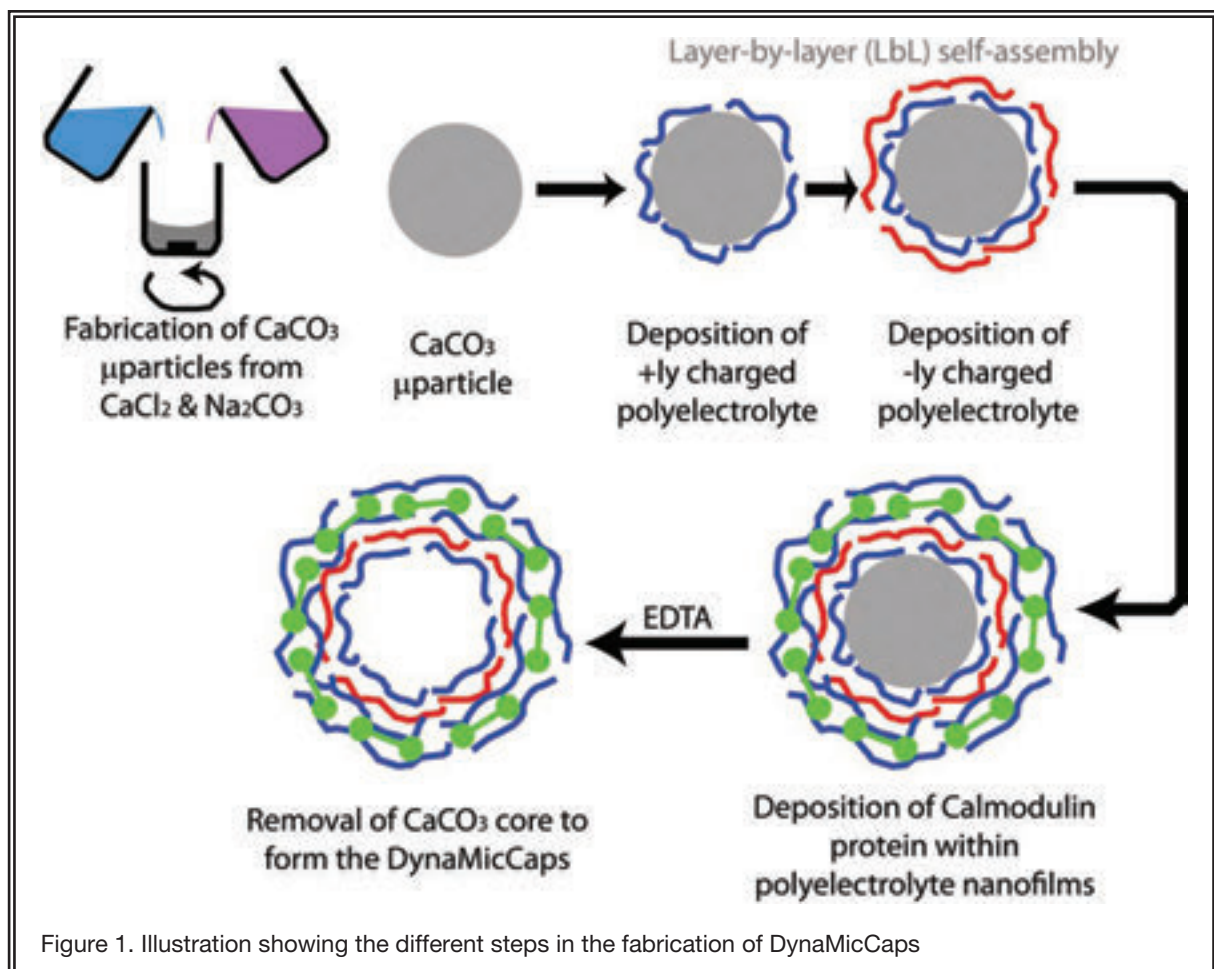 Layer-by-layer (LbL) self-assembly
Fabrication of CaCO₃
μparticles from
CaCl₂ & Na₂CO₃
CaCO₃
μparticle
Deposition of
+ly charged
polyelectrolyte
Deposition of
-ly charged
polyelectrolyte
EDTA
Removal of CaCO₃ core to
form the DynaMicCaps
Deposition of Calmodulin
protein within
polyelectrolyte nanofilms
Figure 1. Illustration showing the different steps in the fabrication of DynaMicCaps